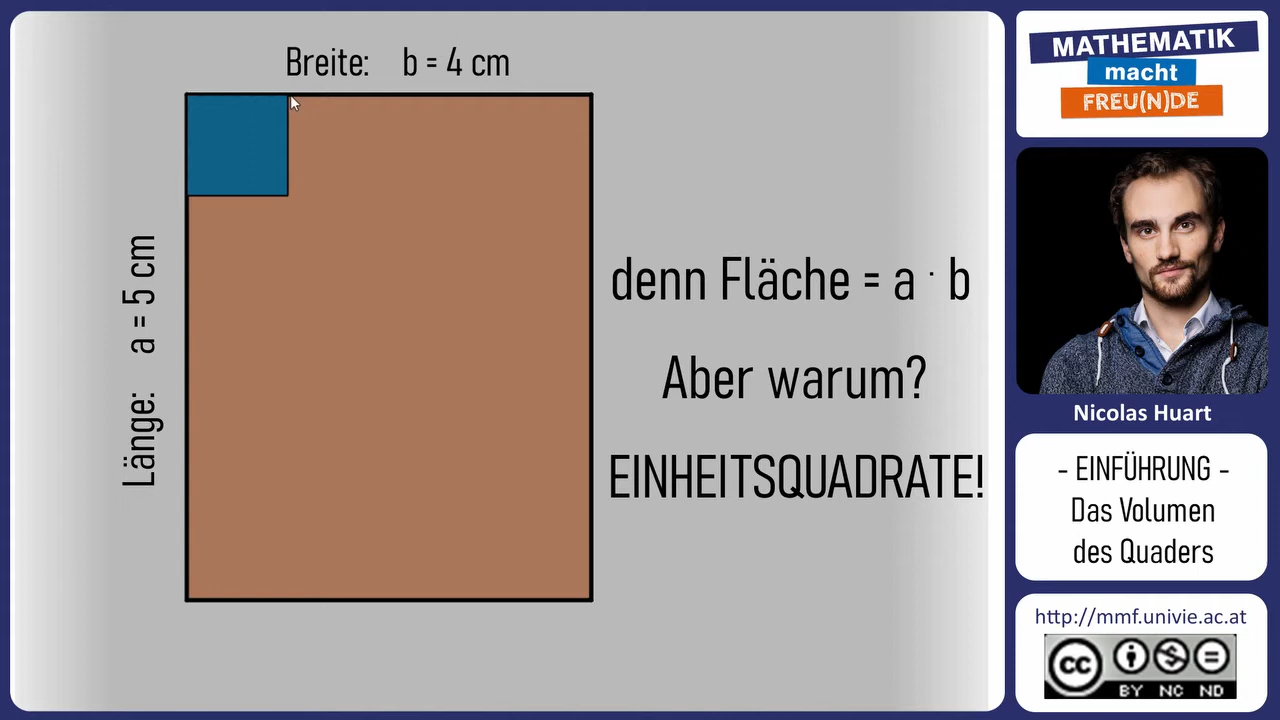 Breite: b = 4 cm
Länge: a = 5 cm
denn Fläche = a · b
Aber warum?
EINHEITSQUADRATE!
MATHEMATIK
macht
FREU(N)DE
Nicolas Huart
- EINFÜHRUNG -
Das Volumen
des Quaders
http://mmf.univie.ac.at
cc
BY NC ND